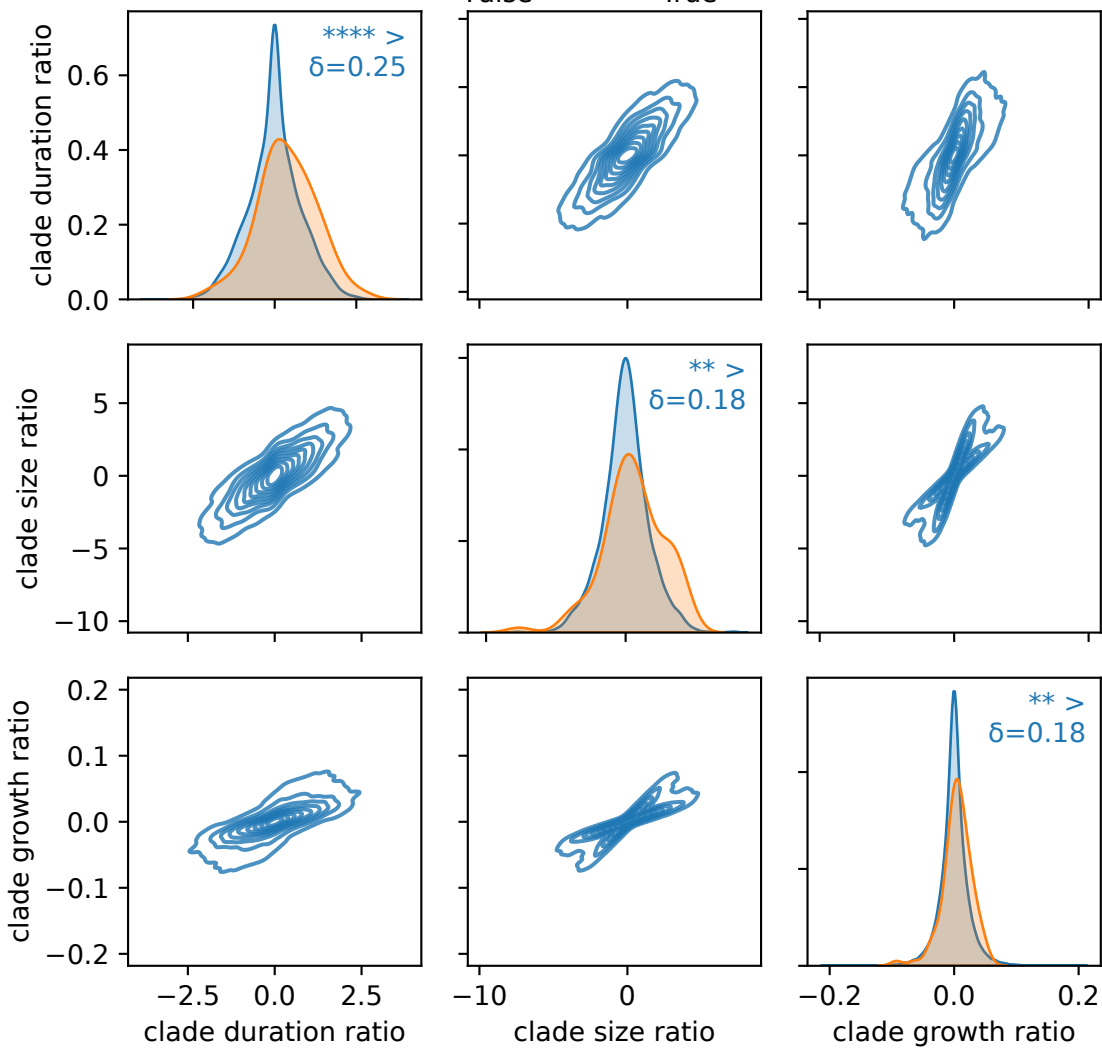 False True
clade duration ratio
0.6
0.4
0.2
0.0
**** >
δ=0.25
clade size ratio
5
0
−5
−10
** >
δ=0.18
clade growth ratio
0.2
0.1
0.0
−0.1
−0.2
** >
δ=0.18
−2.5 0.0 2.5
−10 0
−0.2 0.0 0.2
clade duration ratio
clade size ratio
clade growth ratio